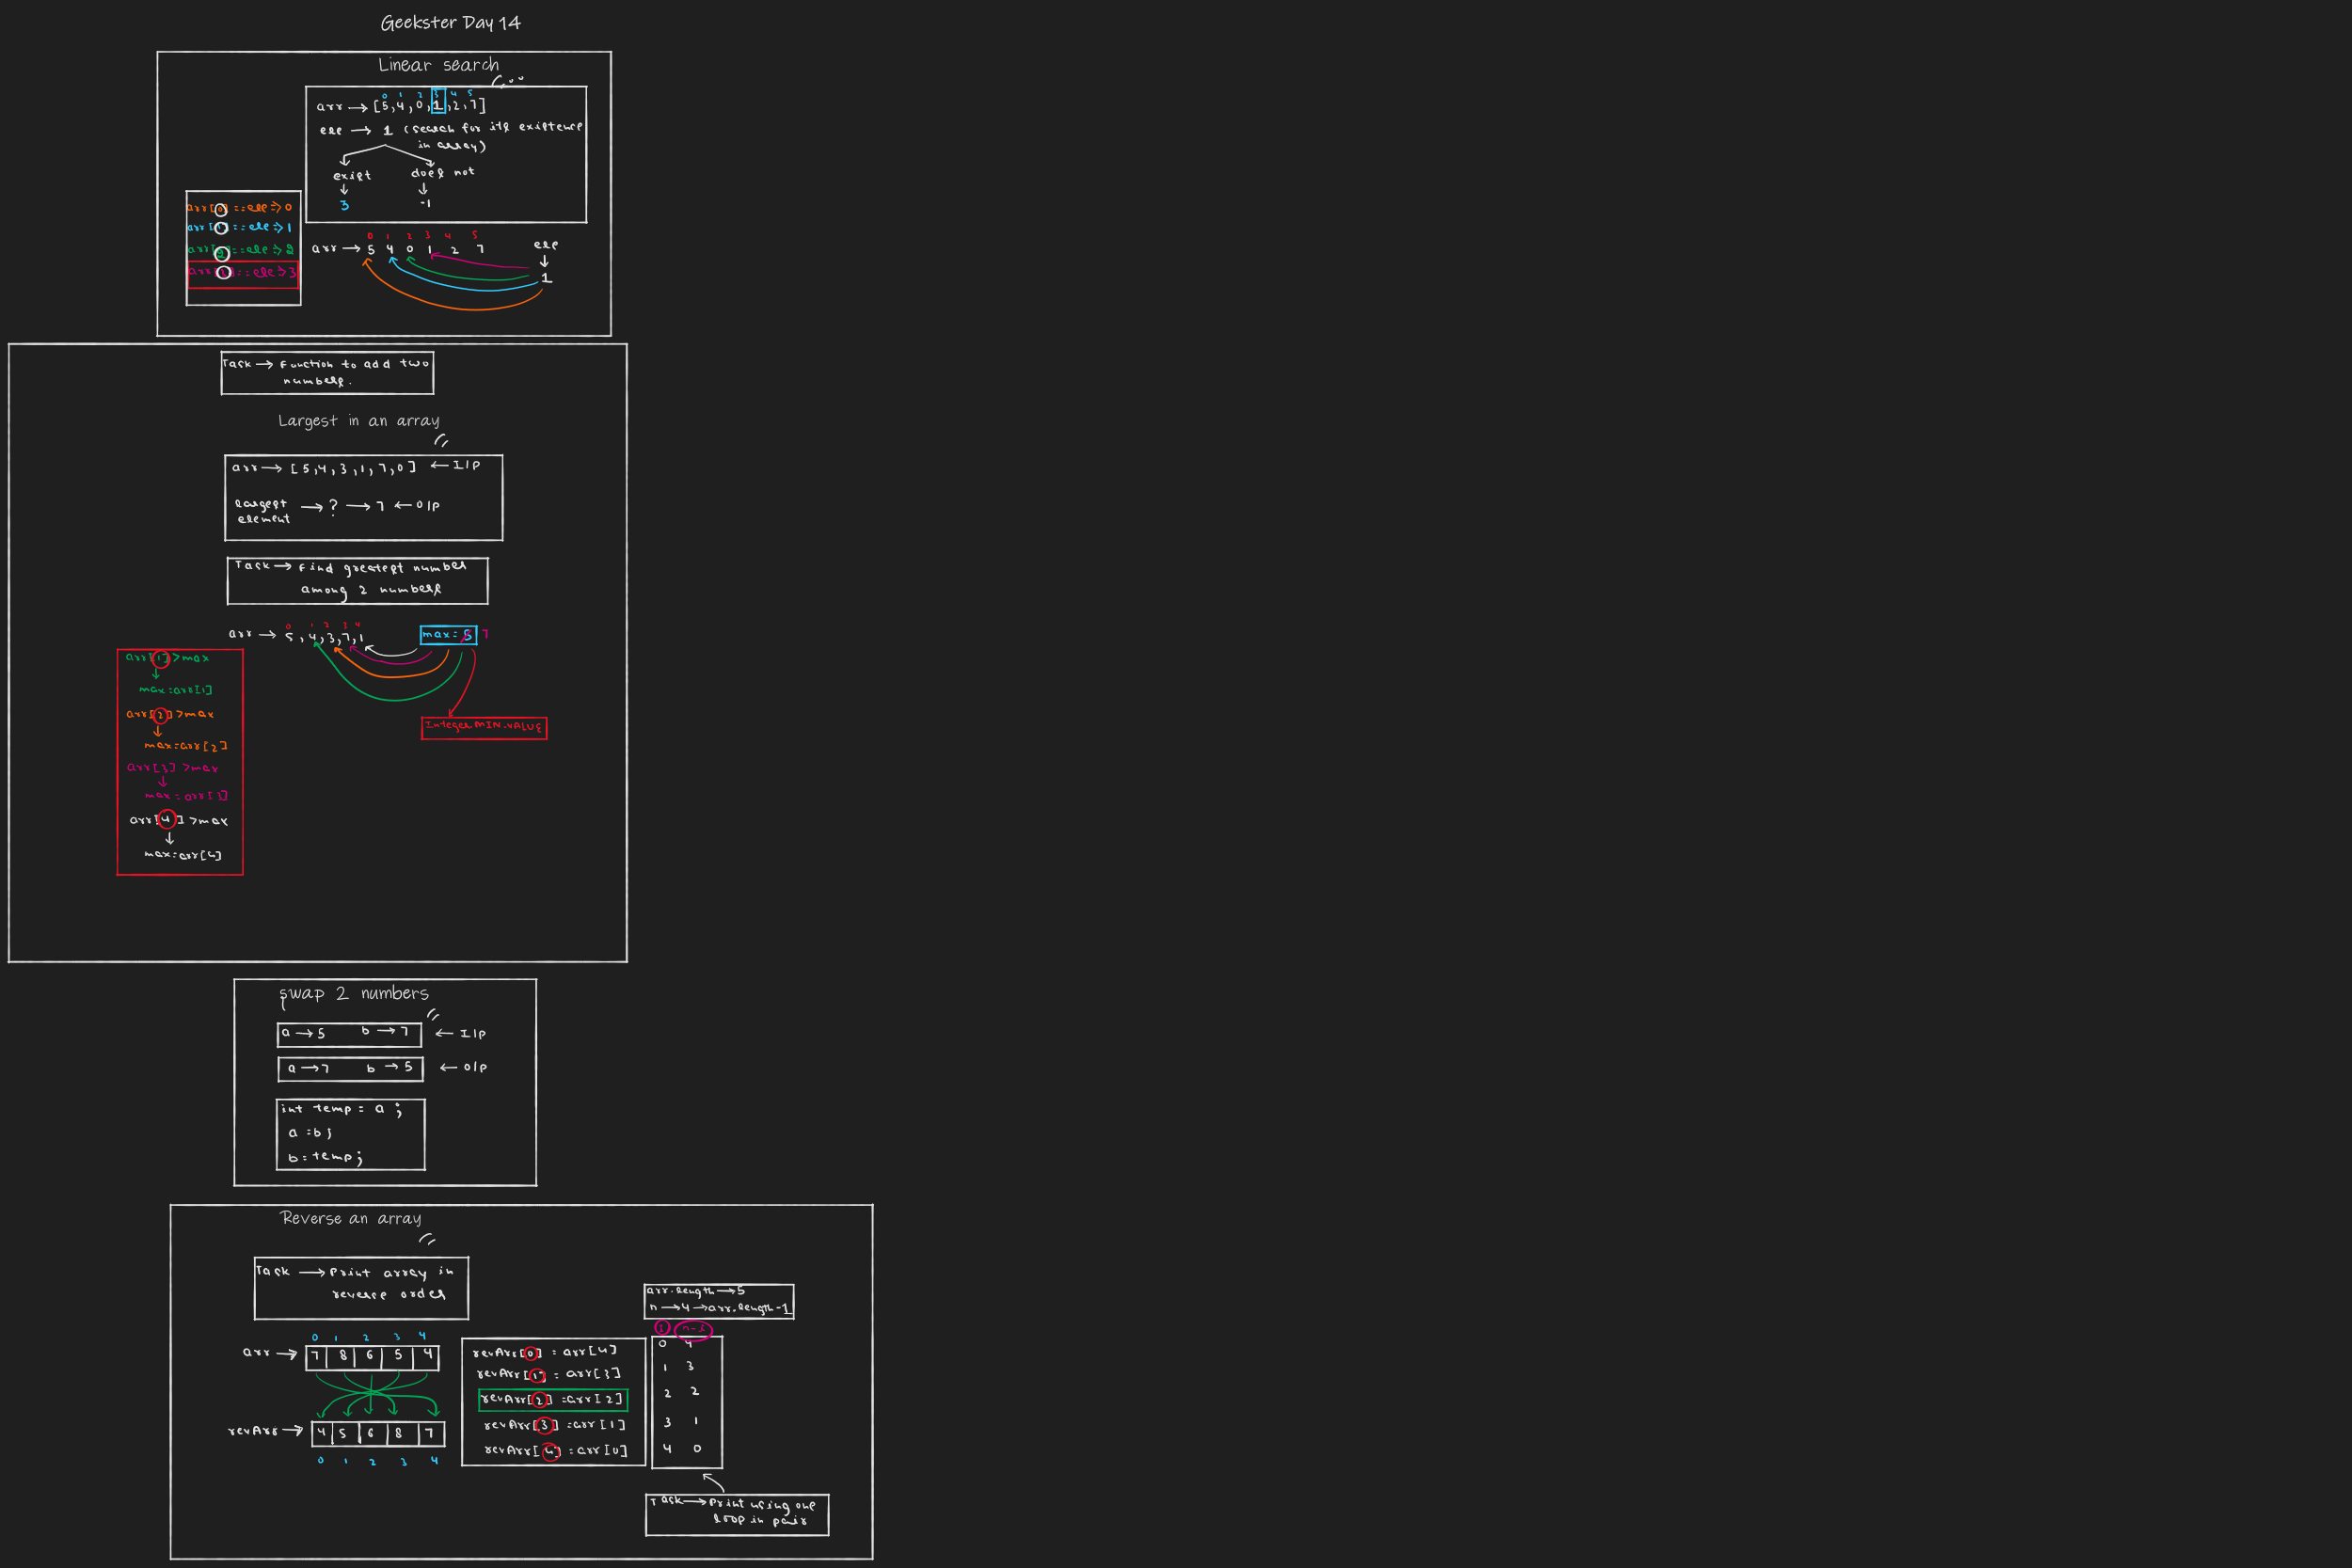 Geekster Day 14
Linear search
0 1 2 3 4 5
arr → [5,4,0,1,2,7]
ele → 1 (search for its existence
in array)
exist does not
3 -1
arr[0]==ele => 0
arr[1]==ele => 1
arr[2]==ele => 2
arr[3]==ele => 3
0 1 2 3 4 5
arr → 5 4 0 1 2 7
ele
1
Task → Function to add two
numbers.
Largest in an array
arr → [5,4,3,1,7,0] ← I/P
largest → ? → 7 ← O/P
element
Task → Find greatest number
among 2 numbers
0 1 2 3 4
arr → 5,4,3,7,1
max = 5 7
Integer MIN_VALUE
arr[1] > max
max = arr[1]
arr[2] > max
max = arr[2]
arr[3] > max
max = arr[3]
arr[4] > max
max = arr[4]
swap 2 numbers
a → 5 b → 7 ← I/P
a → 7 b → 5 ← O/P
int temp = a ;
a = b ;
b = temp ;
Reverse an array
Task → Print array in
reverse order
0 1 2 3 4
arr → 7 8 6 5 4
revArr → 4 5 6 8 7
0 1 2 3 4
revArr[0] = arr[4]
revArr[1] = arr[3]
revArr[2] = arr[2]
revArr[3] = arr[1]
revArr[4] = arr[0]
arr.length → 5
n → 4 → arr.length-1
i n-i
0 4
1 3
2 2
3 1
4 0
Task → Print using one
loop in pair